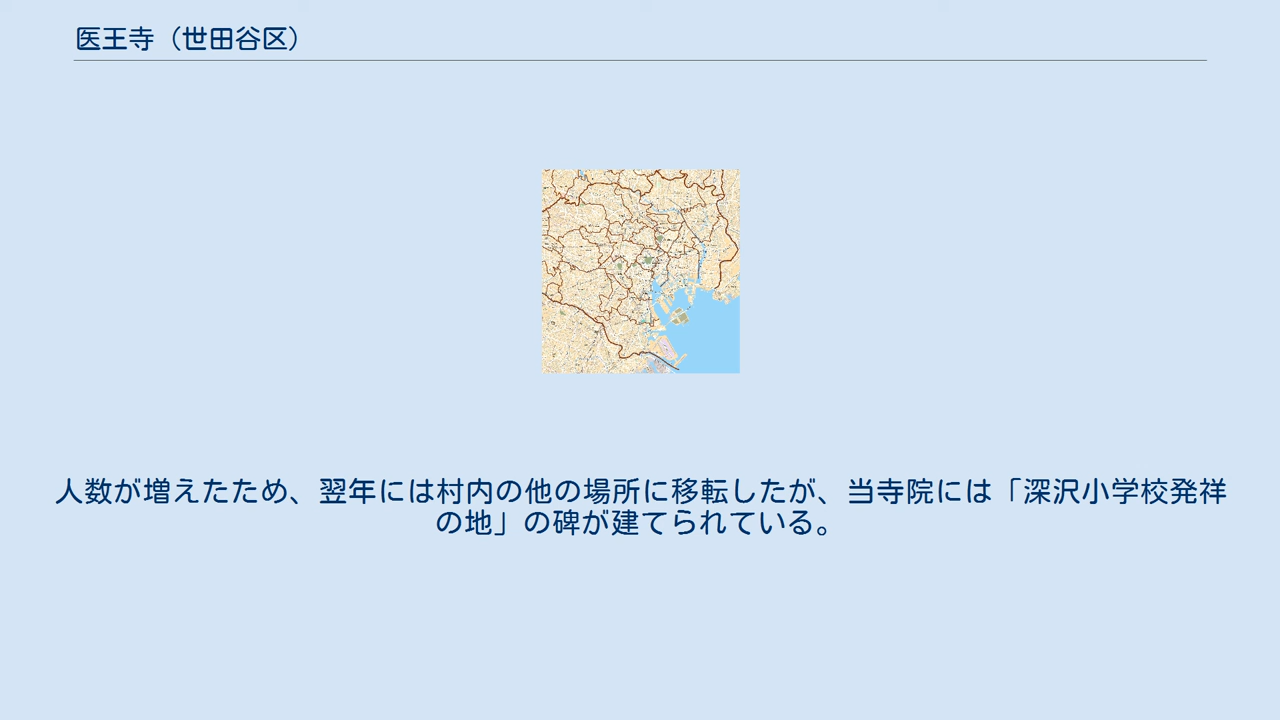 医王寺（世田谷区）
人数が増えたため、翌年には村内の他の場所に移転したが、当寺院には「深沢小学校発祥
の地」の碑が建てられている。